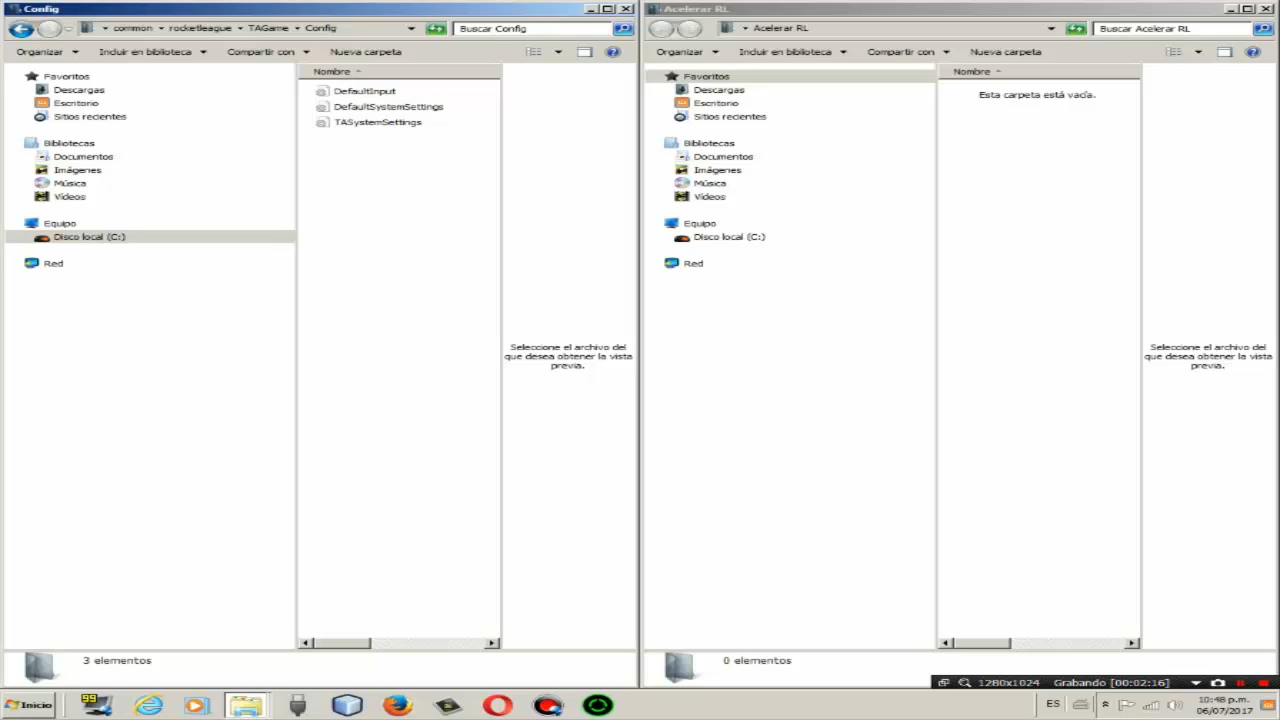 Config
common
rocketleague
TAGame
Config
Buscar Config
Organizar
Incluir en biblioteca
Compartir con
Nueva carpeta
Favoritos
Descargas
Escritorio
Sitios recientes
Bibliotecas
Documentos
Imágenes
Música
Vídeos
Equipo
Disco local (C:)
Red
Nombre
DefaultInput
DefaultSystemSettings
TASystemSettings
Seleccione el archivo del
que desea obtener la vista
previa.
3 elementos
Acelerar RL
Acelerar RL
Buscar Acelerar RL
Organizar
Incluir en biblioteca
Compartir con
Nueva carpeta
Favoritos
Descargas
Escritorio
Sitios recientes
Bibliotecas
Documentos
Imágenes
Música
Vídeos
Equipo
Disco local (C:)
Red
Nombre
Esta carpeta está vacía.
Seleccione el archivo del
que desea obtener la vista
previa.
0 elementos
1280x1024 Grabando [00:02:16]
Inicio
99
ES
10:48 p.m.
06/07/2017